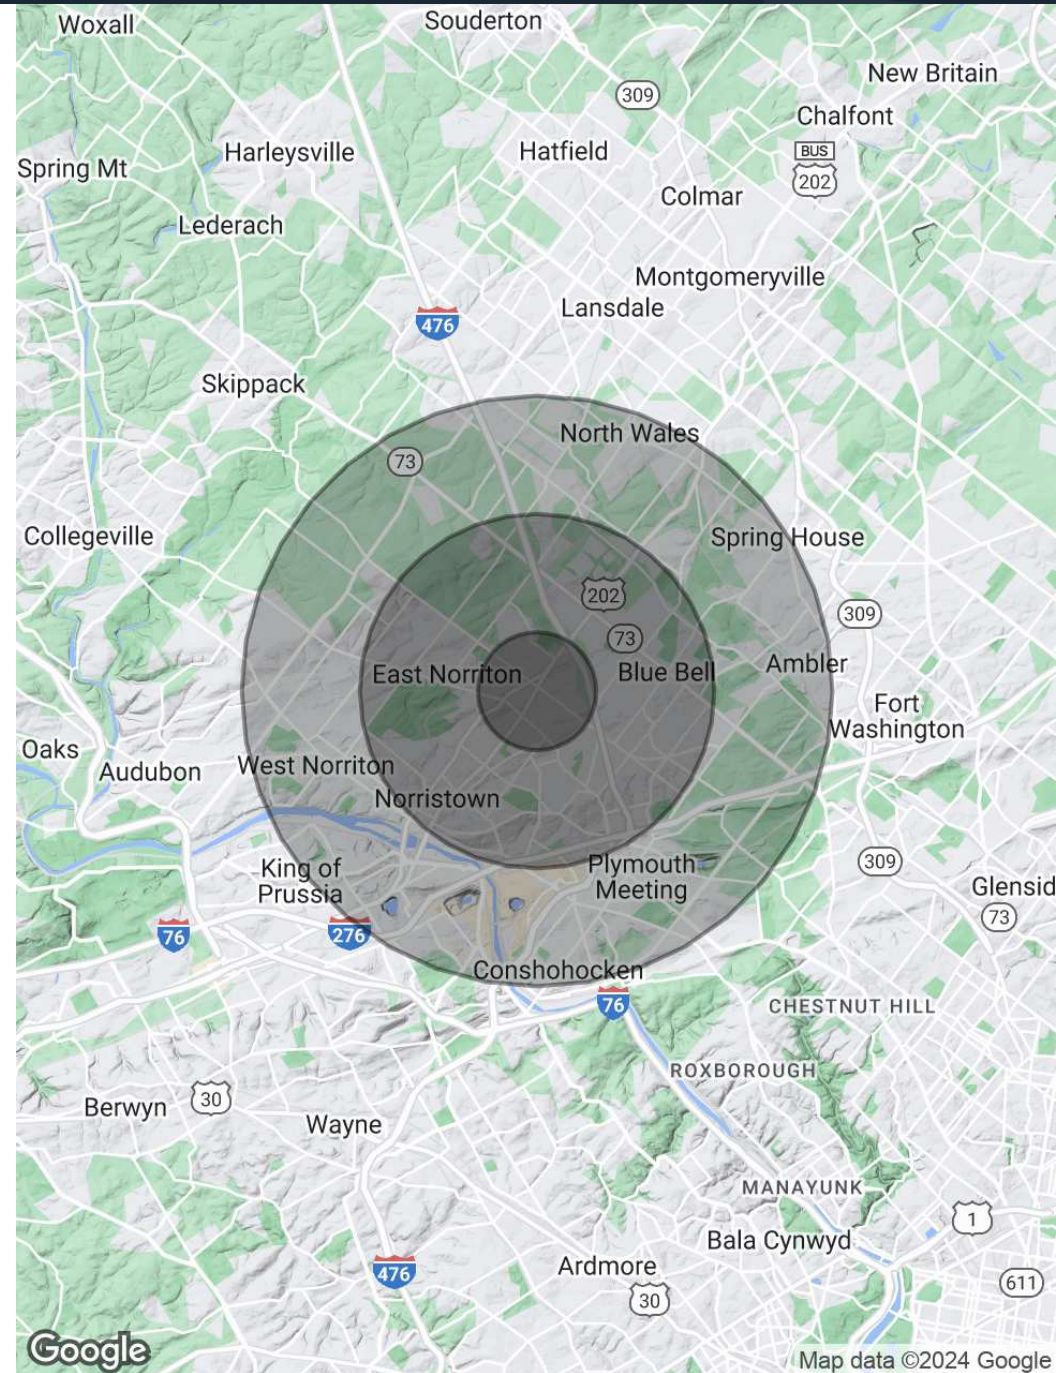 Woxall
Souderton
309
New Britain
Chalfont
BUS
202
Harleysville
Hatfield
Spring Mt
Colmar
Lederach
Montgomeryville
Lansdale
476
Skippack
North Wales
73
Collegeville
Spring House
202
309
73
East Norriton
Blue Bell
Ambler
Fort
Washington
Oaks
Audubon
West Norriton
Norristown
King of
Prussia
Plymouth
Meeting
309
Glensid
73
76
276
Conshohocken
76
CHESTNUT HILL
ROXBOROUGH
Berwyn
30
Wayne
MANAYUNK
1
Bala Cynwyd
Ardmore
476
611
30
Google
Map data ©2024 Google